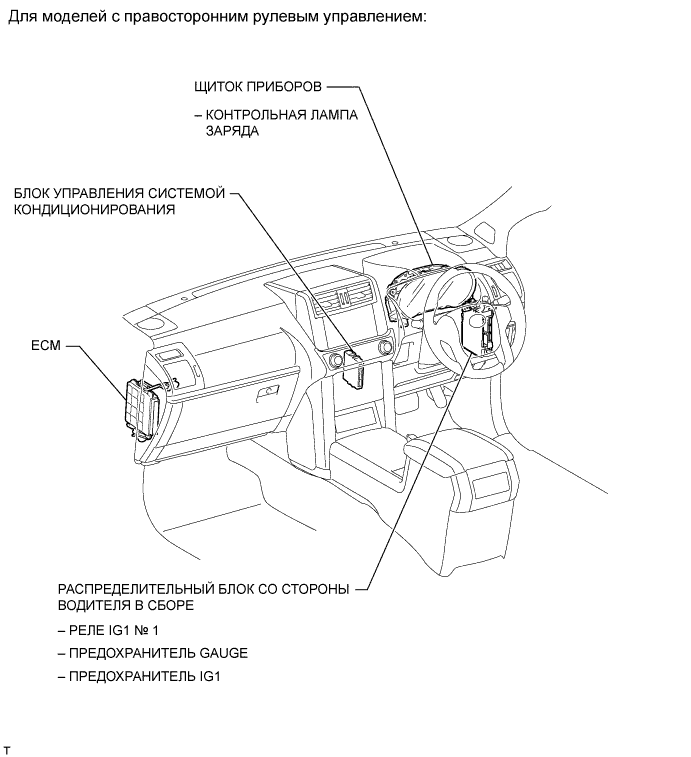 Для моделей с правосторонним рулевым управлением:
ЩИТОК ПРИБОРОВ
– КОНТРОЛЬНАЯ ЛАМПА
ЗАРЯДА
БЛОК УПРАВЛЕНИЯ СИСТЕМОЙ
КОНДИЦИОНИРОВАНИЯ
ECM
РАСПРЕДЕЛИТЕЛЬНЫЙ БЛОК СО СТОРОНЫ
ВОДИТЕЛЯ В СБОРЕ
– РЕЛЕ IG1 № 1
– ПРЕДОХРАНИТЕЛЬ GAUGE
– ПРЕДОХРАНИТЕЛЬ IG1
T